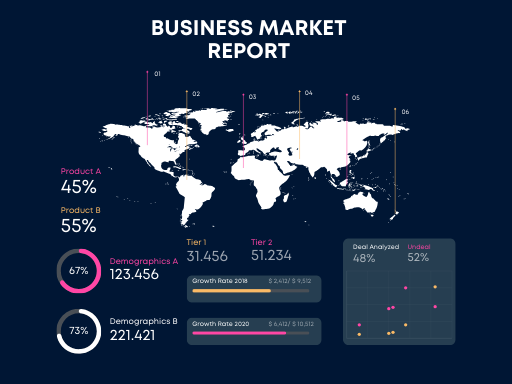 BUSINESS MARKET
REPORT
01
02
03
04
05
06
Product A
45%
Product B
55%
67%
Demographics A
123.456
73%
Demographics B
221.421
Tier 1
31.456
Tier 2
51.234
Growth Rate 2018
$ 2,412/ $ 9,512
Growth Rate 2020
$ 6,412/ $ 10,512
Deal Analyzed
48%
Undeal
52%